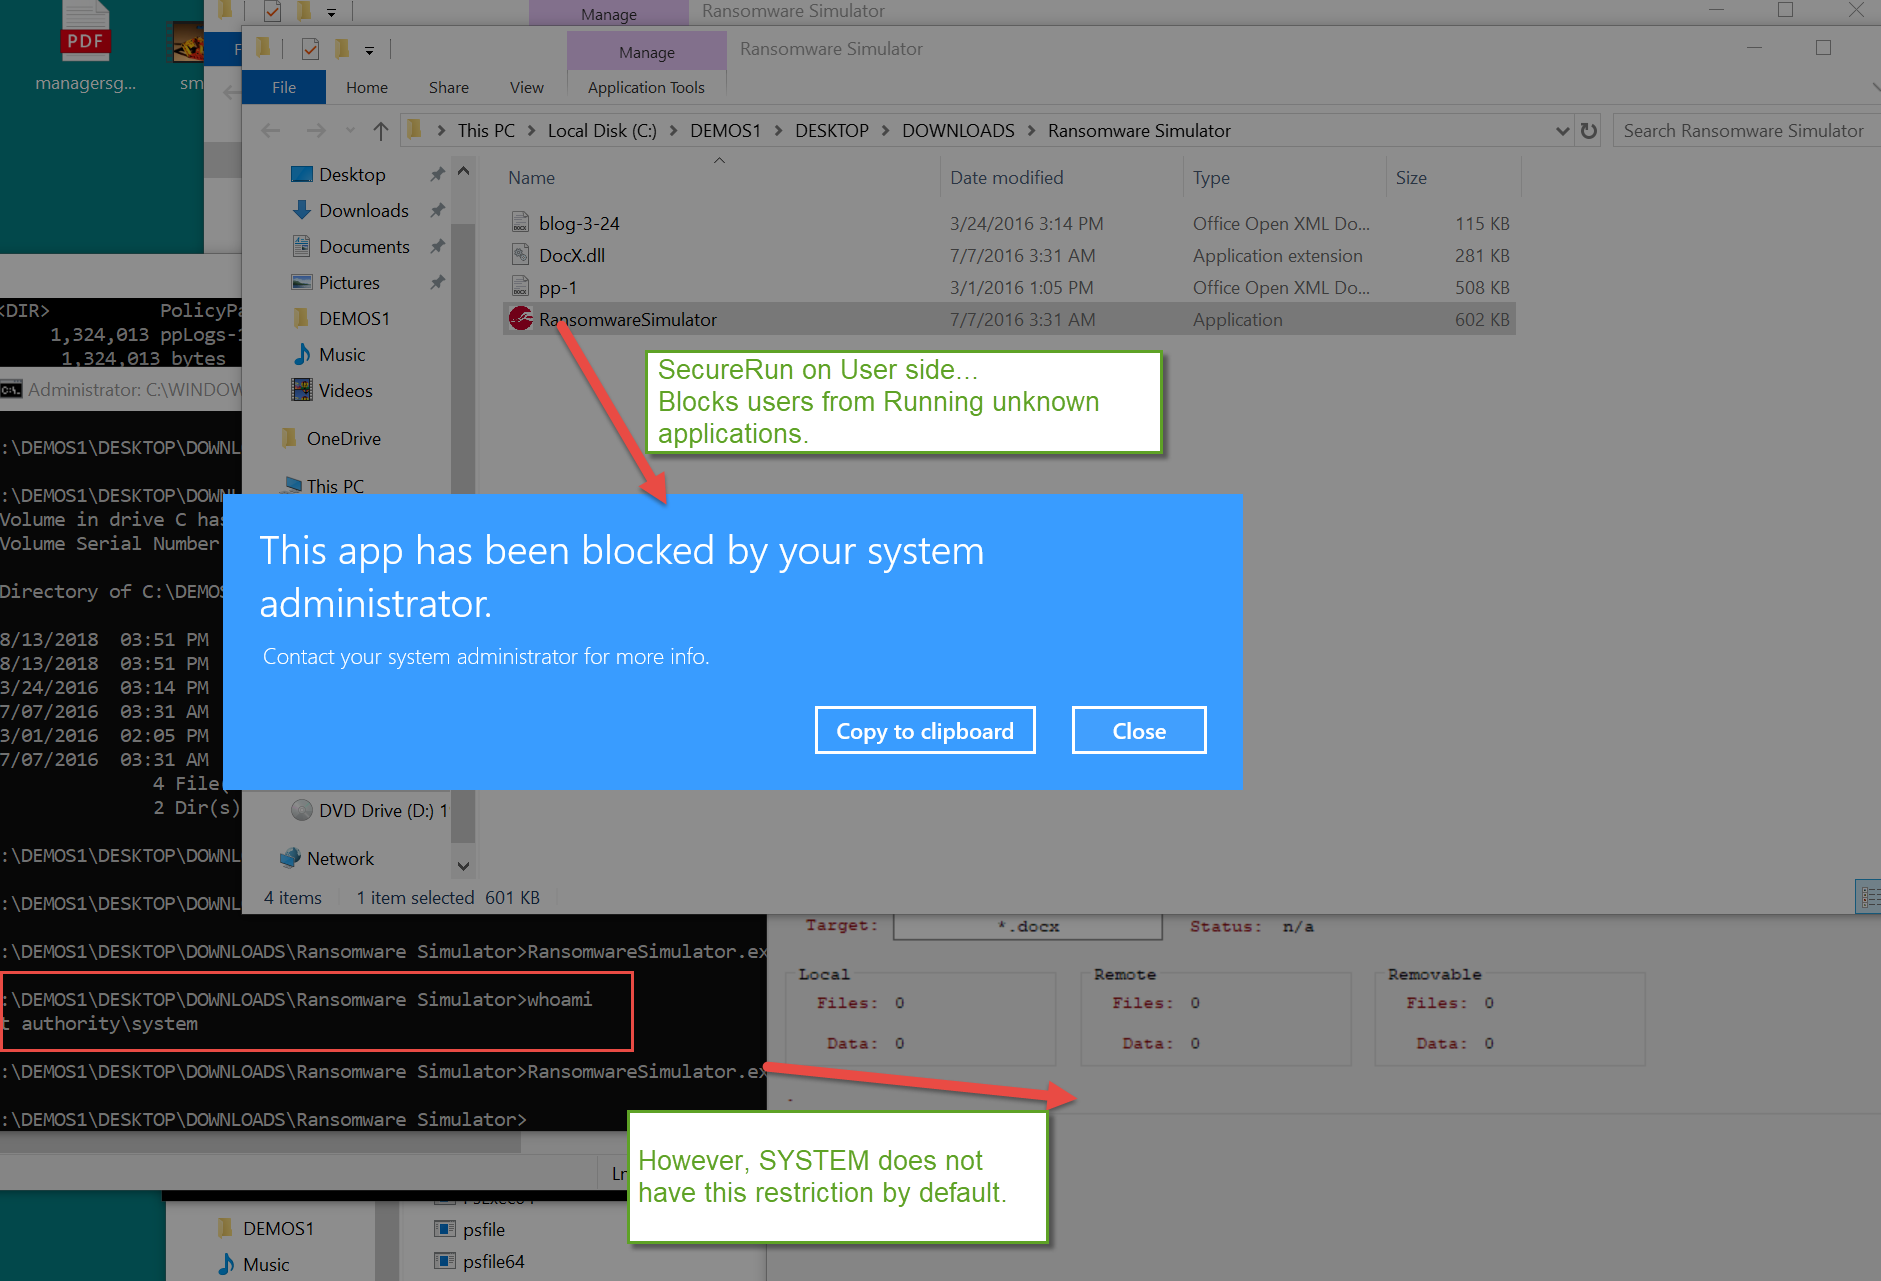 Manage
Ransomware Simulator
PDF
managersg...
sm
F
Manage
Ransomware Simulator
File
Home
Share
View
Application Tools
This PC > Local Disk (C:) > DEMOS1 > DESKTOP > DOWNLOADS > Ransomware Simulator
Search Ransomware Simulator
Desktop
Downloads
Documents
Pictures
DEMOS1
Music
Videos
OneDrive
This PC
DVD Drive (D:) 1
Network
Name Date modified Type Size
blog-3-24 3/24/2016 3:14 PM Office Open XML Do... 115 KB
DocX.dll 7/7/2016 3:31 AM Application extension 281 KB
pp-1 3/1/2016 1:05 PM Office Open XML Do... 508 KB
RansomwareSimulator 7/7/2016 3:31 AM Application 602 KB
SecureRun on User side...
Blocks users from Running unknown
applications.
This app has been blocked by your system
administrator.
Contact your system administrator for more info.
Copy to clipboard
Close
4 items 1 item selected 601 KB
<DIR> PolicyPa
1,324,013 ppLogs-1
1,324,013 bytes
Administrator: C:\WINDOW
:\DEMOS1\DESKTOP\DOWNL
:\DEMOS1\DESKTOP\DOWNL
Volume in drive C has
Volume Serial Number
Directory of C:\DEMOS
8/13/2018 03:51 PM
8/13/2018 03:51 PM
3/24/2016 03:14 PM
7/07/2016 03:31 AM
3/01/2016 02:05 PM
7/07/2016 03:31 AM
4 File(
2 Dir(s)
:\DEMOS1\DESKTOP\DOWNL
:\DEMOS1\DESKTOP\DOWNL
:\DEMOS1\DESKTOP\DOWNLOADS\Ransomware Simulator>RansomwareSimulator.ex
:\DEMOS1\DESKTOP\DOWNLOADS\Ransomware Simulator>whoami
t authority\system
:\DEMOS1\DESKTOP\DOWNLOADS\Ransomware Simulator>RansomwareSimulator.ex
:\DEMOS1\DESKTOP\DOWNLOADS\Ransomware Simulator>
Target: *.docx Status: n/a
Local
Files: 0
Data: 0
Remote
Files: 0
Data: 0
Removable
Files: 0
Data: 0
However, SYSTEM does not
have this restriction by default.
Ln
DEMOS1
Music
psfile
psfile64